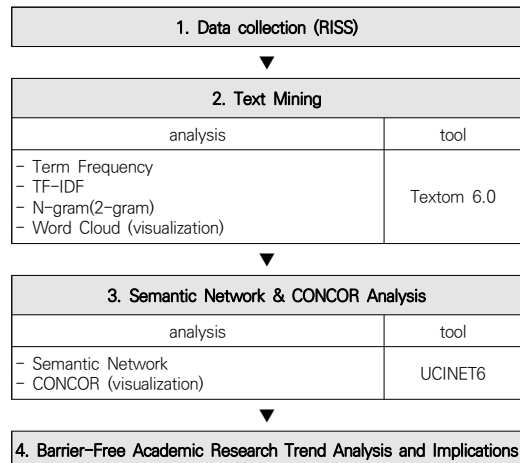 1. Data collection (RISS)
▼
2. Text Mining
analysis tool
- Term Frequency
- TF-IDF
- N-gram(2-gram)
- Word Cloud (visualization)
Textom 6.0
▼
3. Semantic Network & CONCOR Analysis
analysis tool
- Semantic Network
- CONCOR (visualization)
UCINET6
▼
4. Barrier-Free Academic Research Trend Analysis and Implications